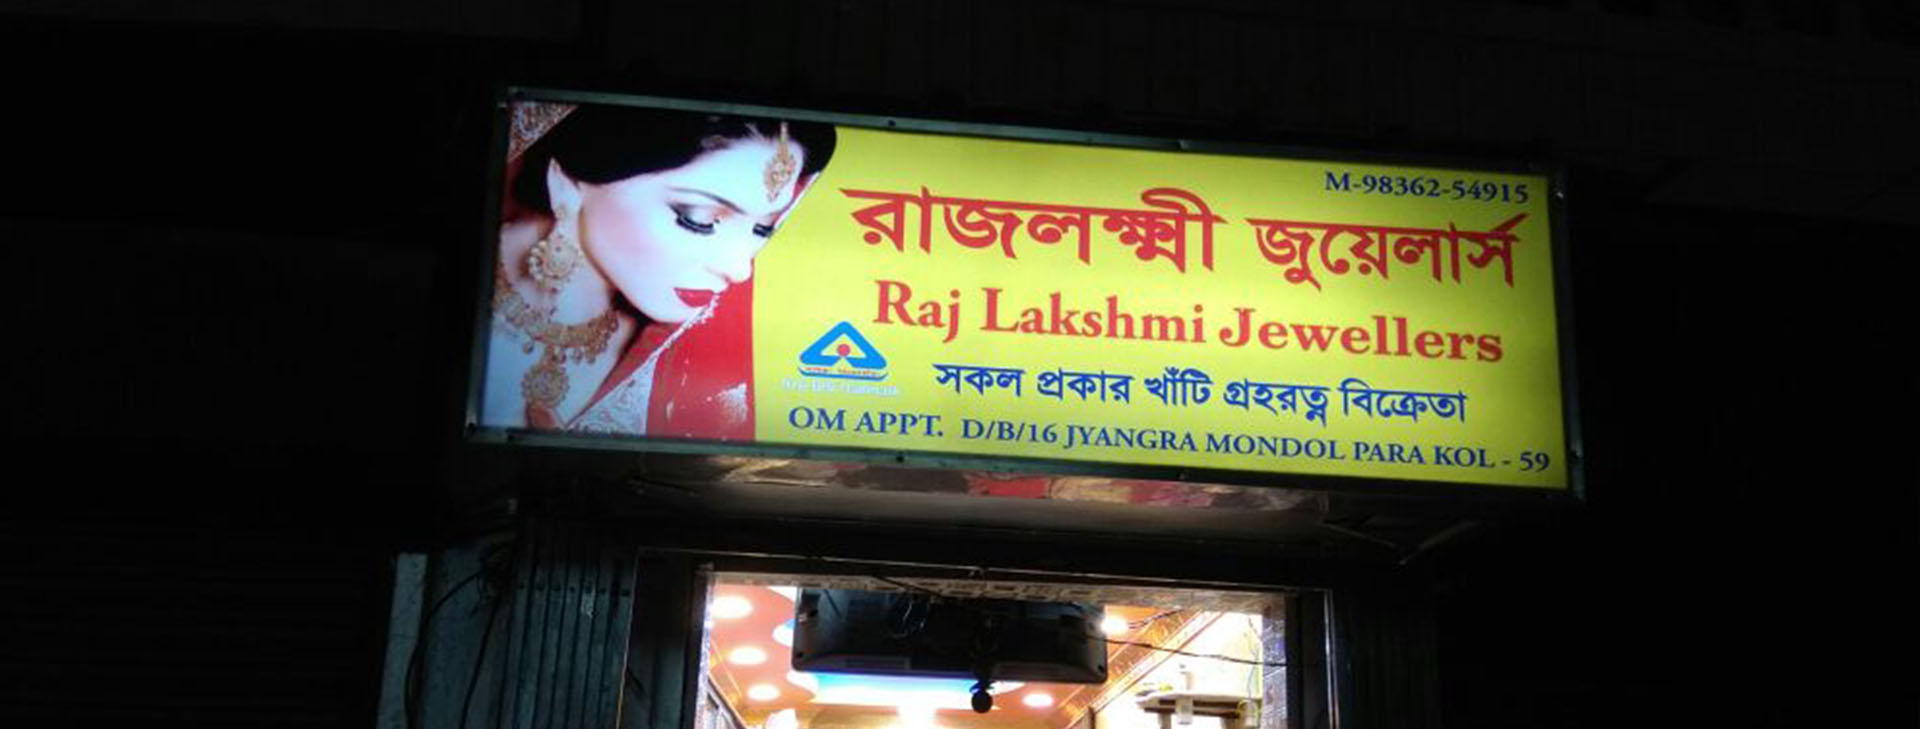 M-98362-54915
রাজলক্ষ্মী জুয়েলার্স
Raj Lakshmi Jewellers
সকল প্রকার খাঁটি গ্রহরত্ন বিক্রেতা
OM APPT. D/B/16 JYANGRA MONDOL PARA KOL - 59